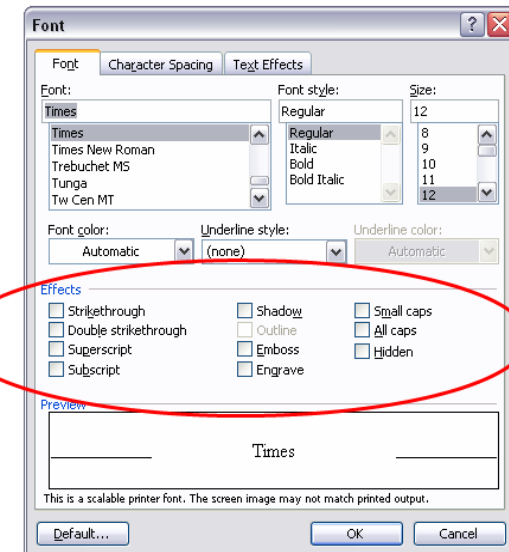 Font
Font Character Spacing Text Effects
Font: Font style: Size:
Times Regular 12
Times Regular 8
Times New Roman Italic 9
Trebuchet MS Bold 10
Tunga Bold Italic 11
Tw Cen MT 12
Font color: Underline style: Underline color:
Automatic (none) Automatic
Effects
Strikethrough Shadow Small caps
Double strikethrough Outline All caps
Superscript Emboss Hidden
Subscript Engrave
Preview
Times
This is a scalable printer font. The screen image may not match printed output.
Default... OK Cancel